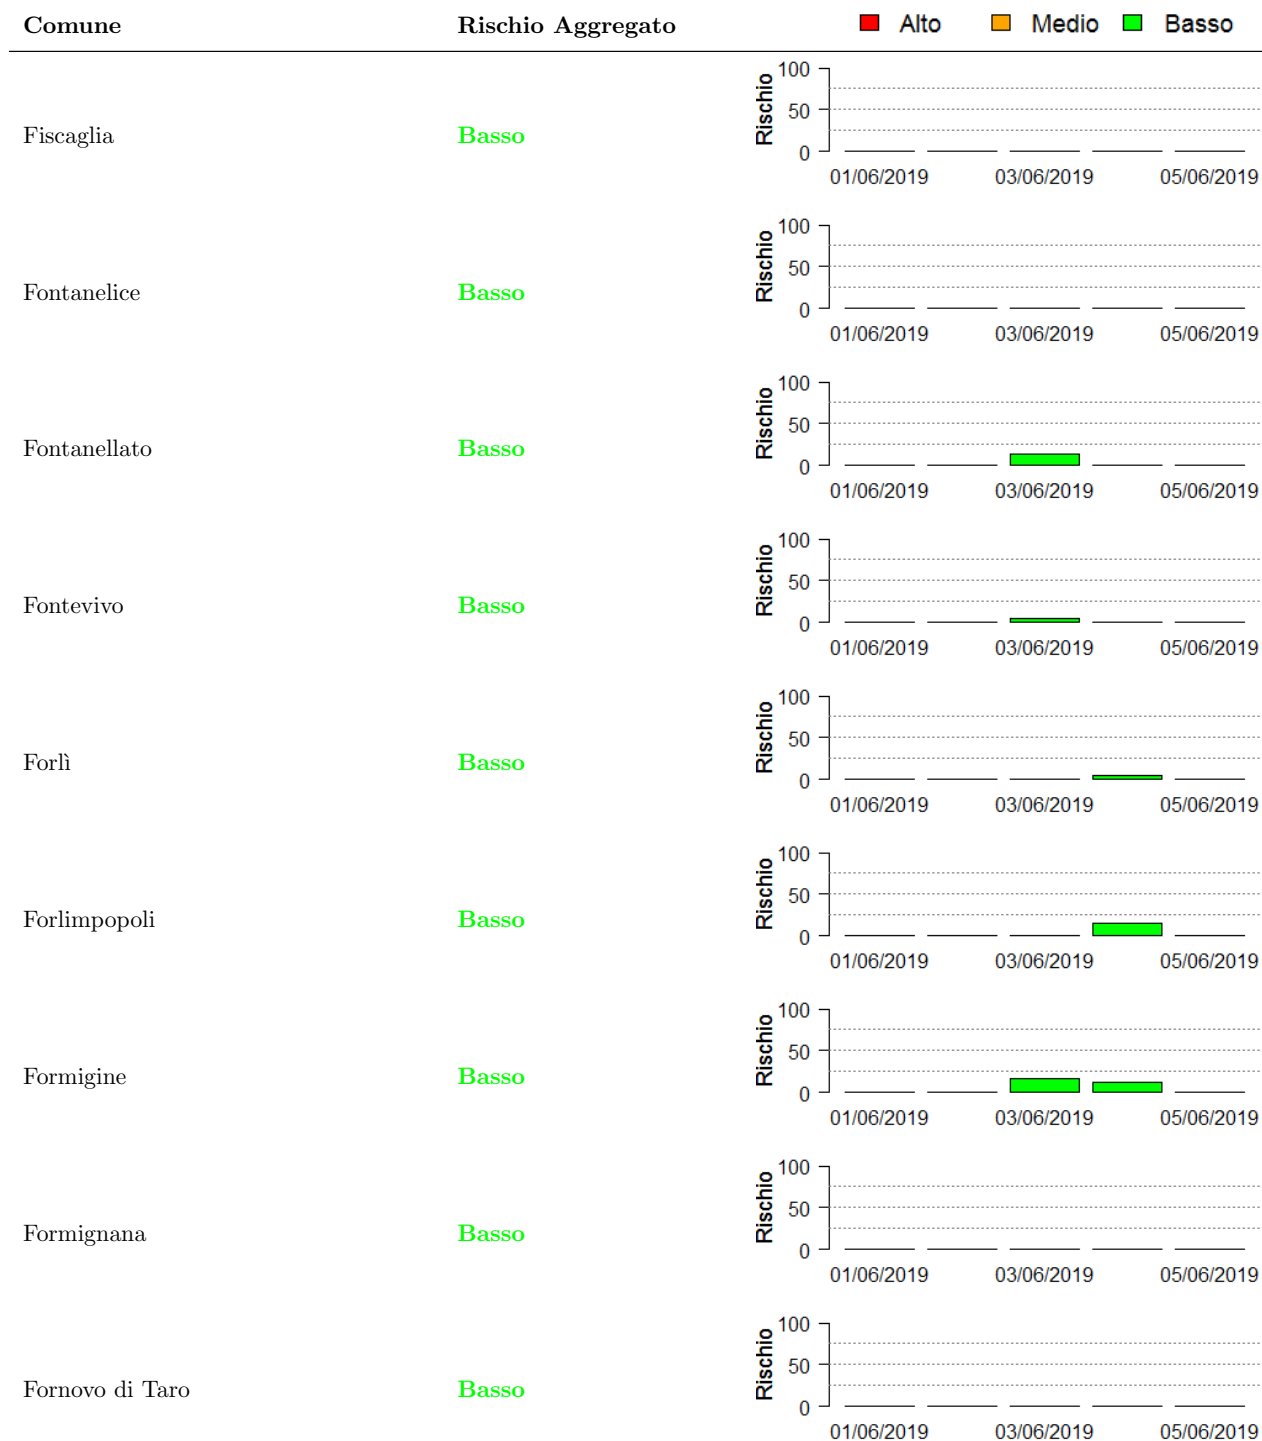 Comune Rischio Aggregato Alto Medio Basso
Fiscaglia Basso Rischio 100 50 0
01/06/2019 03/06/2019 05/06/2019
Fontanelice Basso Rischio 100 50 0
01/06/2019 03/06/2019 05/06/2019
Fontanellato Basso Rischio 100 50 0
01/06/2019 03/06/2019 05/06/2019
Fontevivo Basso Rischio 100 50 0
01/06/2019 03/06/2019 05/06/2019
Forlì Basso Rischio 100 50 0
01/06/2019 03/06/2019 05/06/2019
Forlimpopoli Basso Rischio 100 50 0
01/06/2019 03/06/2019 05/06/2019
Formigine Basso Rischio 100 50 0
01/06/2019 03/06/2019 05/06/2019
Formignana Basso Rischio 100 50 0
01/06/2019 03/06/2019 05/06/2019
Fornovo di Taro Basso Rischio 100 50 0
01/06/2019 03/06/2019 05/06/2019